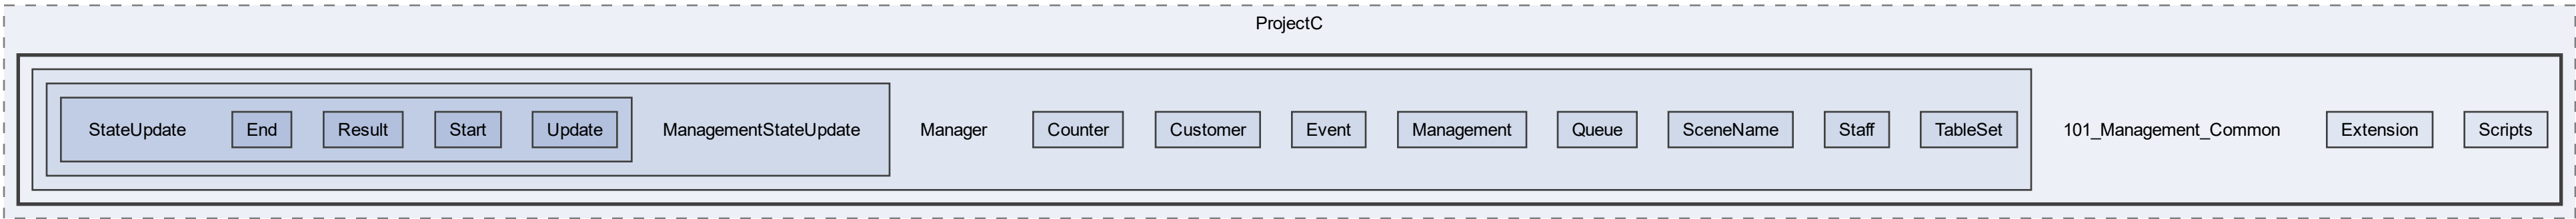 ProjectC
StateUpdate
End
Result
Start
Update
ManagementStateUpdate
Manager
Counter
Customer
Event
Management
Queue
SceneName
Staff
TableSet
101_Management_Common
Extension
Scripts